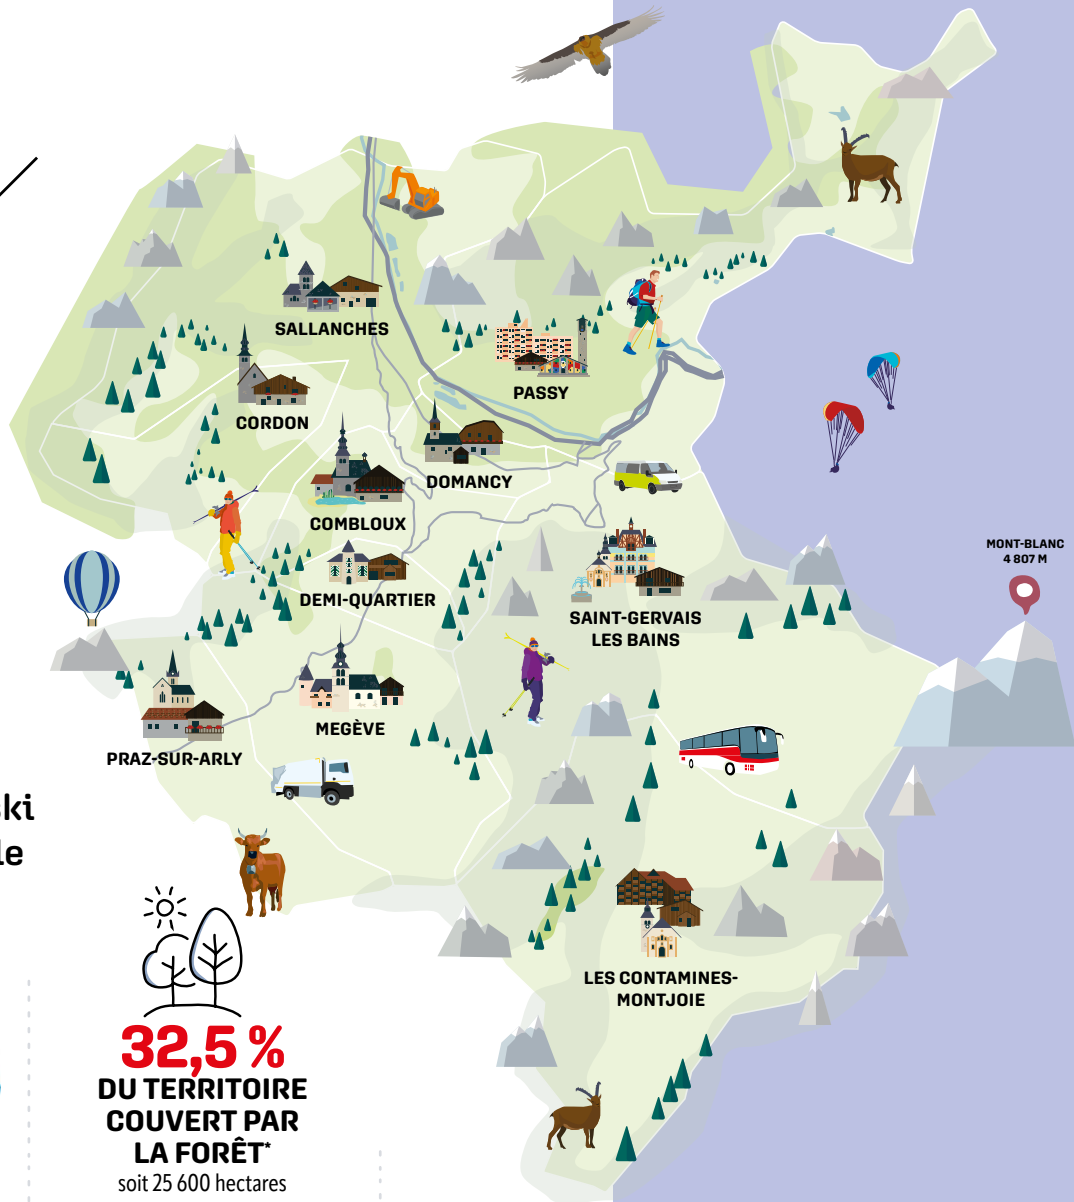 SALLANCHES
PASSY
CORDON
DOMANCY
COMBLOUX
MONT-BLANC
4 807 M
DEMI-QUARTIER
SAINT-GERVAIS
LES BAINS
MEGÈVE
PRAZ-SUR-ARLY
LES CONTAMINES-
MONTJOIE
32,5 %
DU TERRITOIRE
COUVERT PAR
LA FORÊT*
soit 25 600 hectares